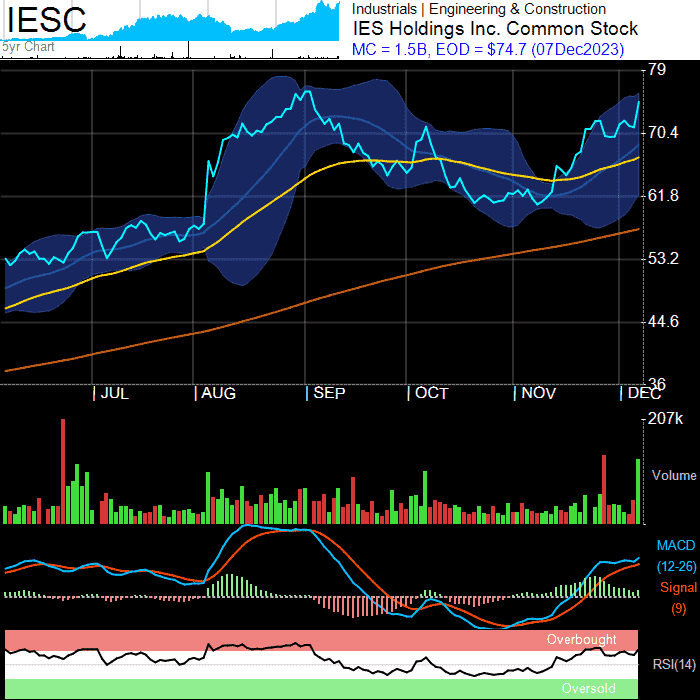 IESC
5yr Chart
Industrials | Engineering & Construction
IES Holdings Inc. Common Stock
MC = 1.5B, EOD = $74.7 (07Dec2023)
79
70.4
61.8
53.2
44.6
36
| JUL | AUG | SEP | OCT | NOV | DEC
207k
Volume
MACD
(12-26)
Signal
(9)
Overbought
RSI(14)
Oversold